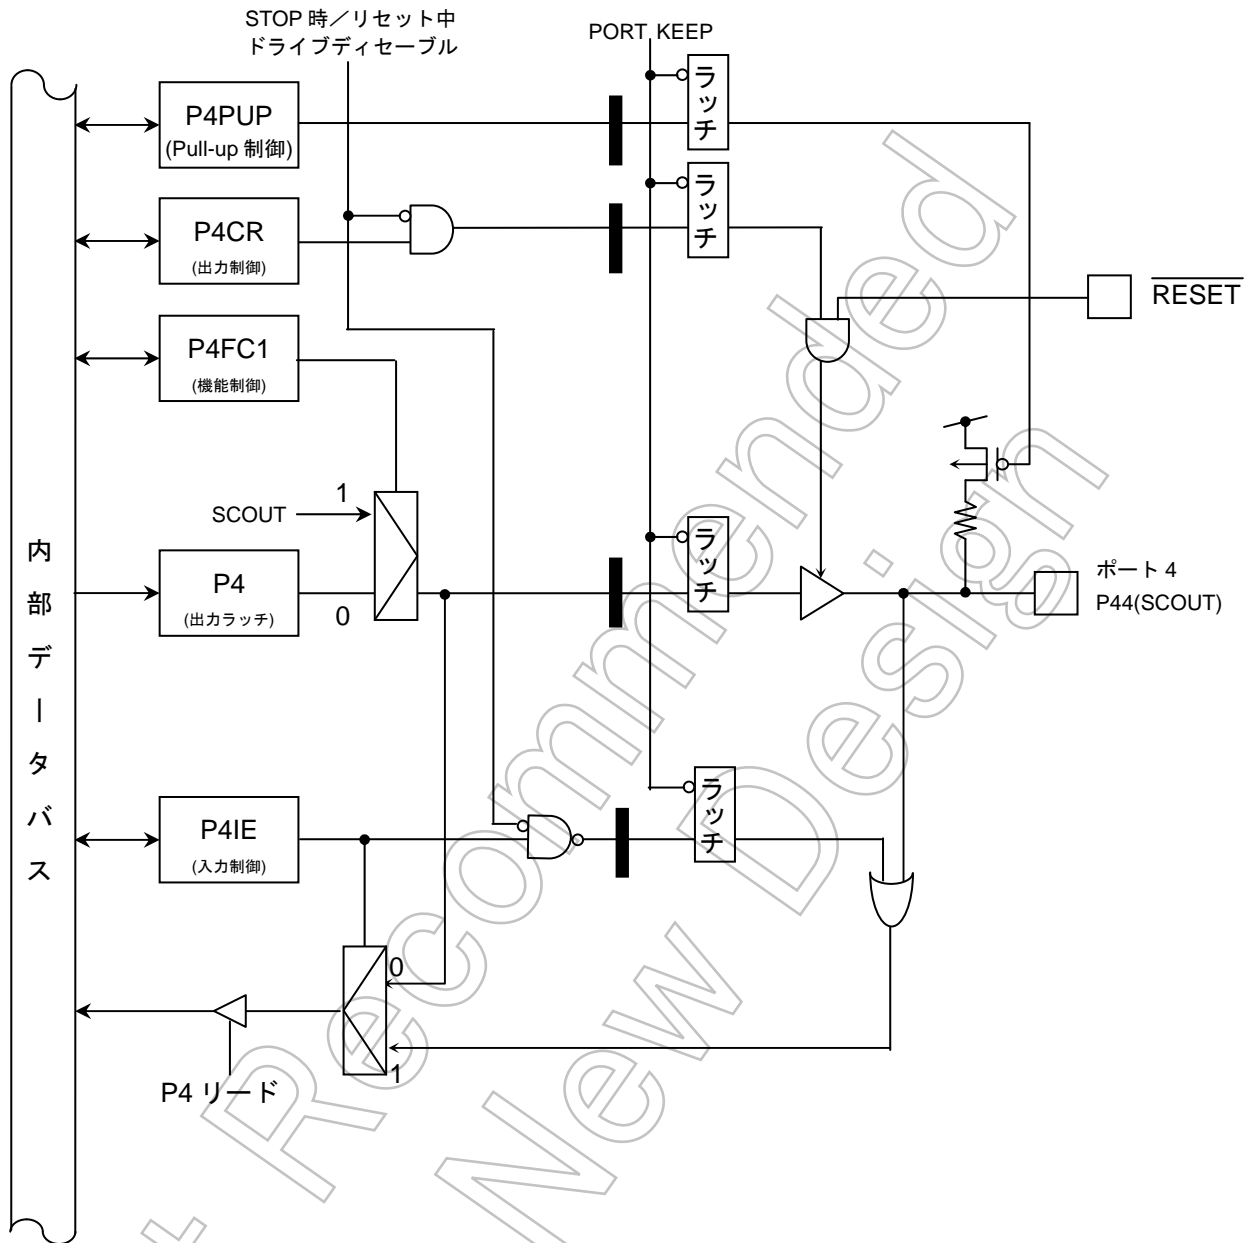 STOP 時／リセット中
ドライブディセーブル
PORT KEEP
P4PUP
(Pull-up 制御)
ラッチ
P4CR
(出力制御)
ラッチ
RESET
P4FC1
(機能制御)
1
SCOUT
P4
(出力ラッチ)
0
ラッチ
ポート 4
P44(SCOUT)
内部データバス
P4IE
(入力制御)
ラッチ
0
1
P4 リード
Recommended
New Design